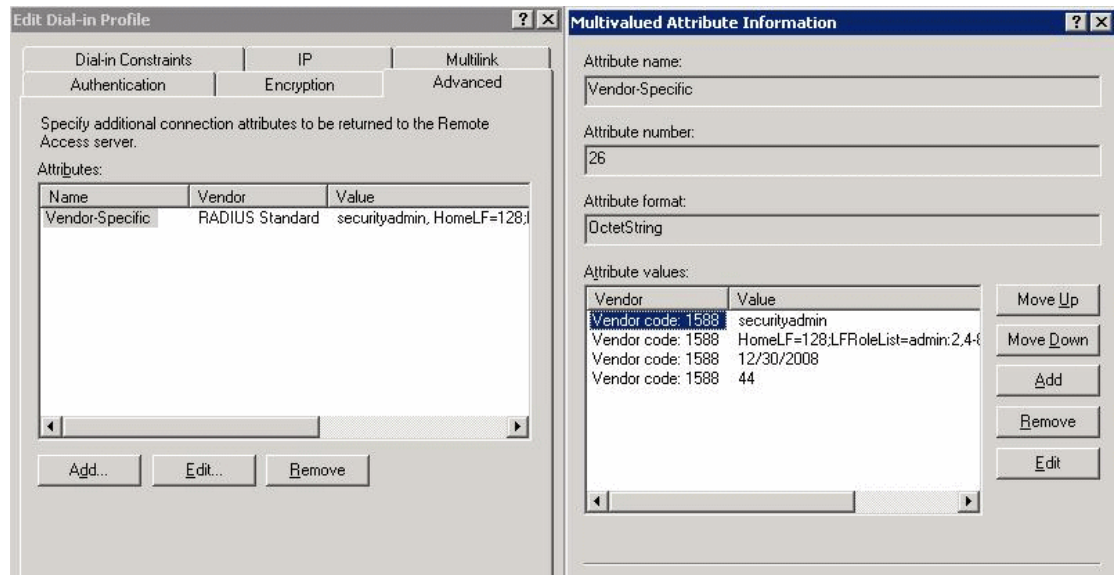 Edit Dial-in Profile
Dial-in Constraints IP Multilink
Authentication Encryption Advanced
Specify additional connection attributes to be returned to the Remote
Access server.
Attributes:
Name Vendor Value
Vendor-Specific RADIUS Standard securityadmin, HomeLF=128;
Add... Edit... Remove
Multivalued Attribute Information
Attribute name:
Vendor-Specific
Attribute number:
26
Attribute format:
OctetString
Attribute values:
Vendor Value
Vendor code: 1588 securityadmin
Vendor code: 1588 HomeLF=128;LFRoleList=admin:2,4-
Vendor code: 1588 12/30/2008
Vendor code: 1588 44
Move Up
Move Down
Add
Remove
Edit